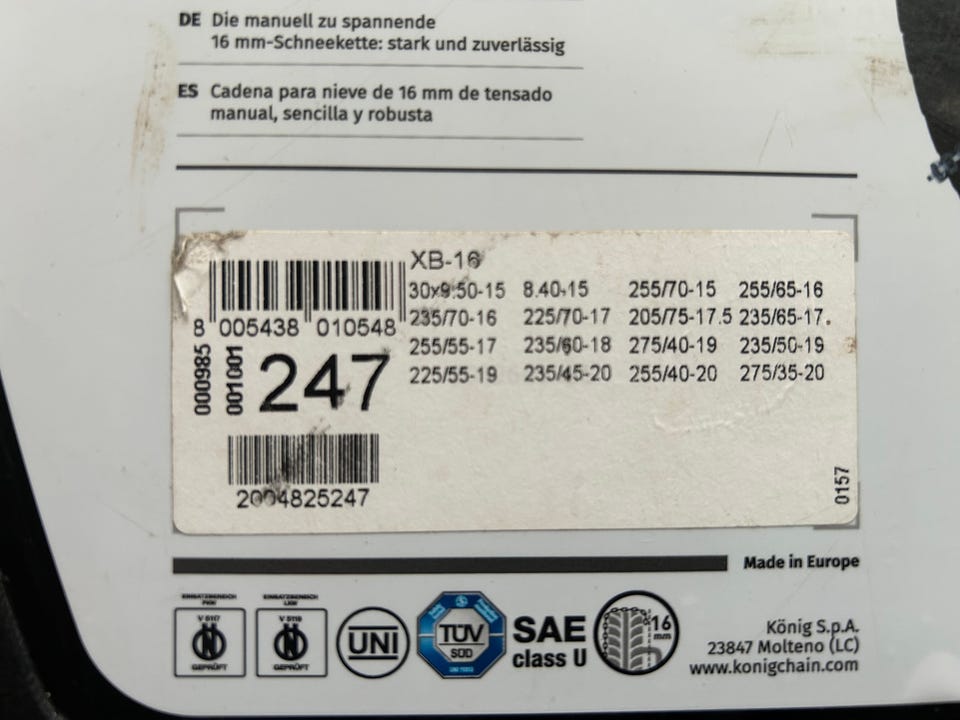 DE Die manuell zu spannende
16 mm-Schneekette: stark und zuverlässig
ES Cadena para nieve de 16 mm de tensado
manual, sencilla y robusta
XB-16
30x9.50-15 8.40-15 255/70-15 255/65-16
235/70-16 225/70-17 205/75-17.5 235/65-17
255/55-17 235/60-18 275/40-19 235/50-19
225/55-19 235/45-20 255/40-20 275/35-20
8 005438 010548
000985
001001
247
2004825247
0157
Made in Europe
EINSATZBEREICH
PKW
V 5117
N
GEPRÜFT
EINSATZBEREICH
LKW
V 5119
N
GEPRÜFT
UNI
TÜV
SÜD
SAE
class U
16
mm
König S.p.A.
23847 Molteno (LC)
www.konigchain.com